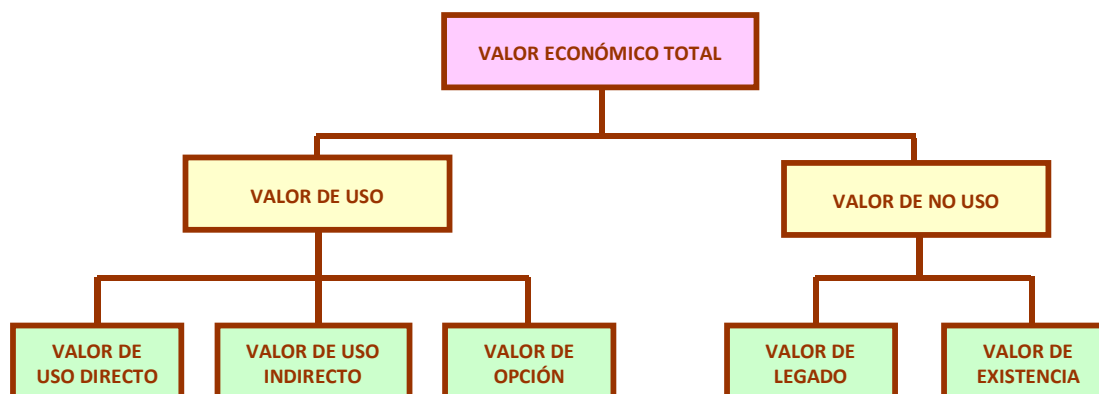 VALOR ECONÓMICO TOTAL
VALOR DE USO
VALOR DE NO USO
VALOR DE
USO DIRECTO
VALOR DE USO
INDIRECTO
VALOR DE
OPCIÓN
VALOR DE
LEGADO
VALOR DE
EXISTENCIA